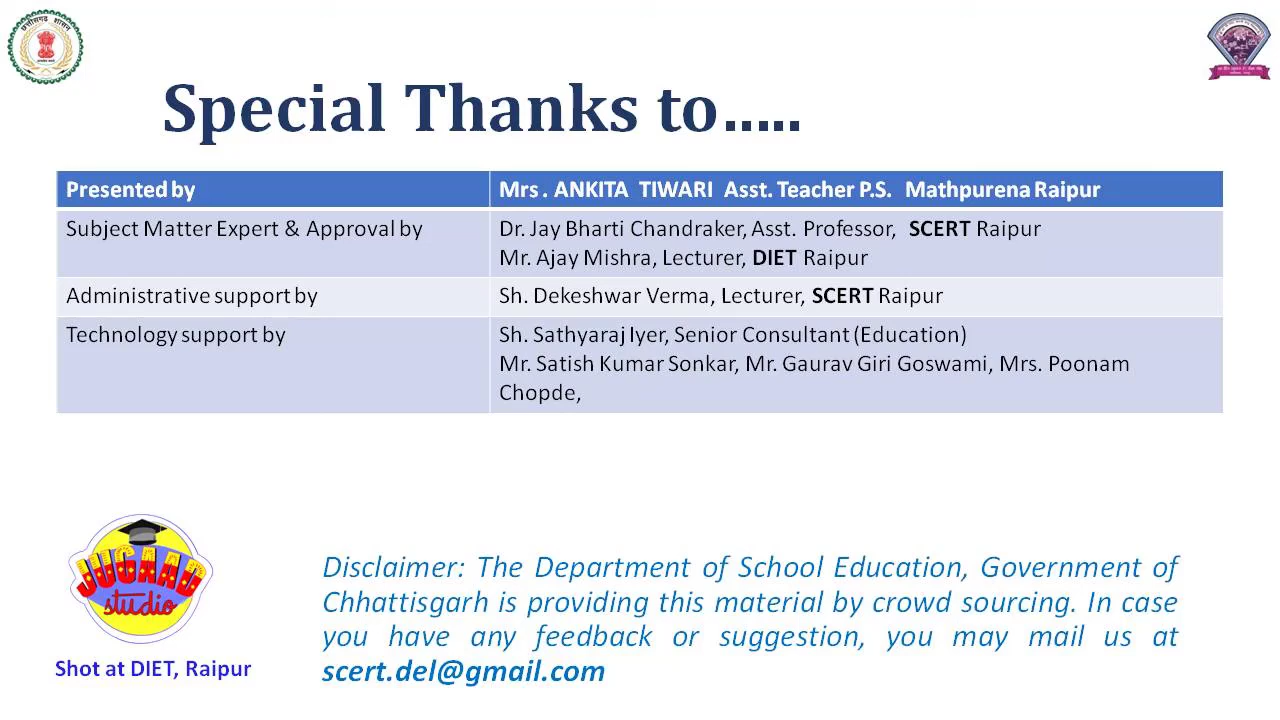 छत्तीसगढ़ शासन
Special Thanks to.....
Presented by
Mrs . ANKITA TIWARI Asst. Teacher P.S. Mathpurena Raipur
Subject Matter Expert & Approval by
Dr. Jay Bharti Chandraker, Asst. Professor, SCERT Raipur
Mr. Ajay Mishra, Lecturer, DIET Raipur
Administrative support by
Sh. Dekeshwar Verma, Lecturer, SCERT Raipur
Technology support by
Sh. Sathyaraj Iyer, Senior Consultant (Education)
Mr. Satish Kumar Sonkar, Mr. Gaurav Giri Goswami, Mrs. Poonam
Chopde,
JUGAAD
studio
Shot at DIET, Raipur
Disclaimer: The Department of School Education, Government of
Chhattisgarh is providing this material by crowd sourcing. In case
you have any feedback or suggestion, you may mail us at
scert.del@gmail.com